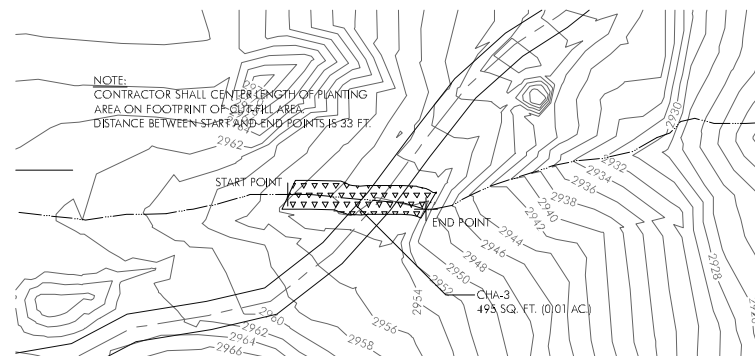 NOTE:
CONTRACTOR SHALL CENTER LENGTH OF PLANTING
AREA ON FOOTPRINT OF CUT-FILL AREA.
DISTANCE BETWEEN START AND END POINTS IS 33 FT.
2964
2962
2930
START POINT
2932
2934
2936
2938
2940
2942
END POINT
2944
2946
2948
2950
2952
2954
2928
CHA-3
495 SQ. FT. (0.01 AC.)
2956
2958
2960
2962
2964
2966